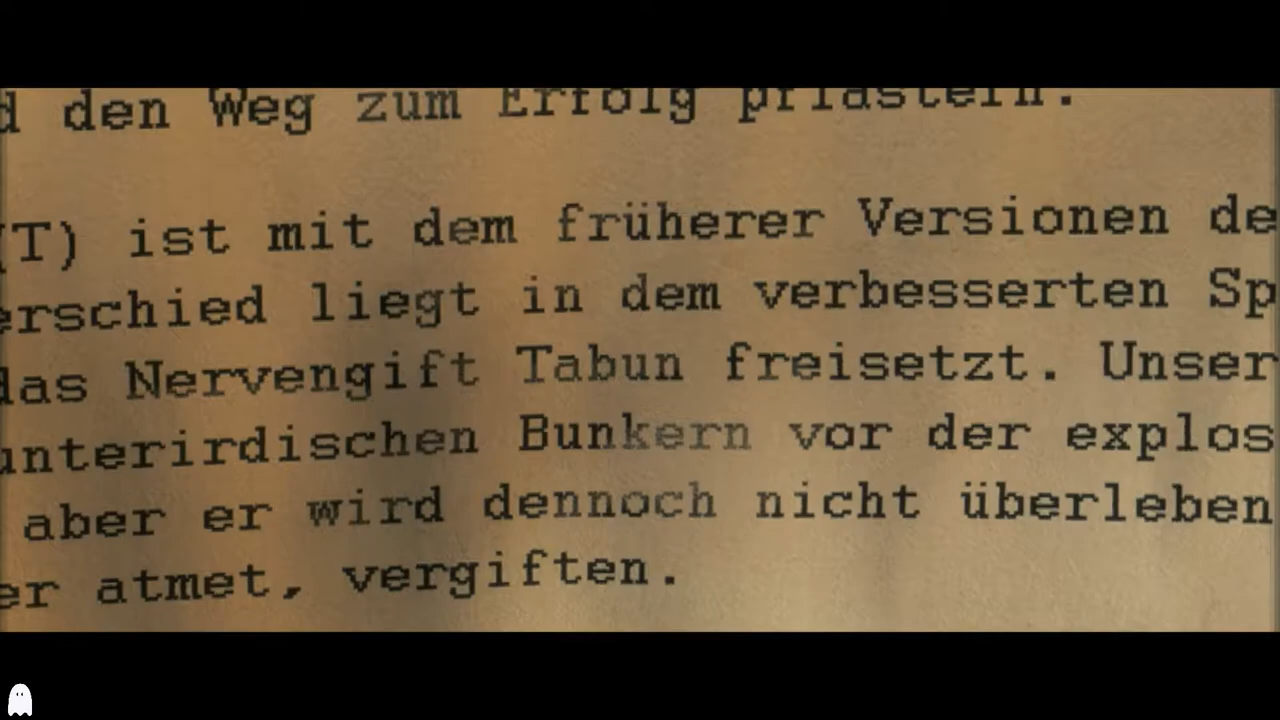 d den Weg zum Erfolg pflastern.
(T) ist mit dem früherer Versionen de
erschied liegt in dem verbesserten Sp
das Nervengift Tabun freisetzt. Unser
unterirdischen Bunkern vor der explos
aber er wird dennoch nicht überleben
er atmet, vergiften.